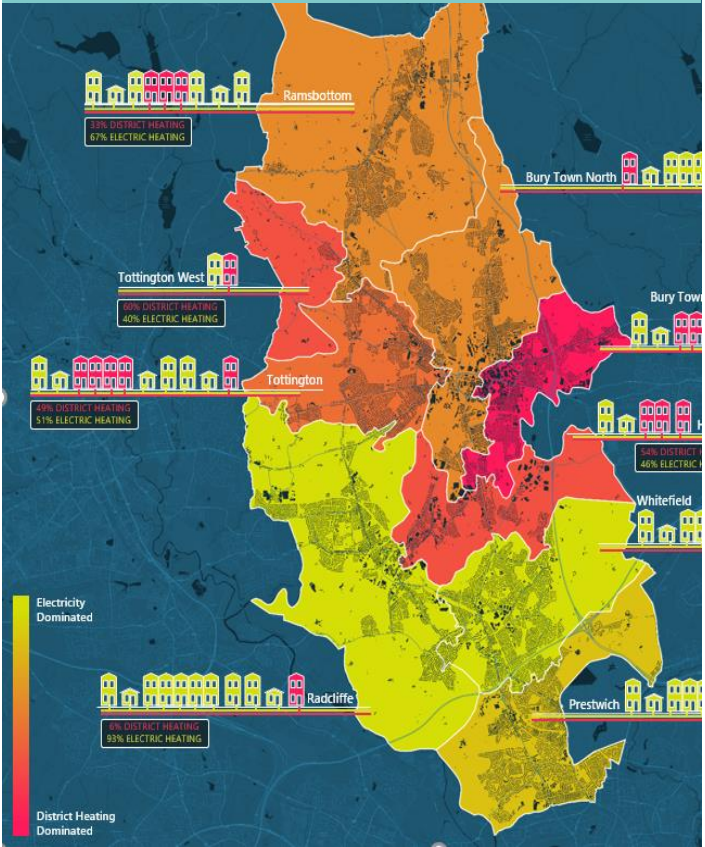 Ramsbottom
33% DISTRICT HEATING
67% ELECTRIC HEATING
Bury Town North
Tottington West
60% DISTRICT HEATING
40% ELECTRIC HEATING
Bury Town
Tottington
49% DISTRICT HEATING
51% ELECTRIC HEATING
H
54% DISTRICT H
46% ELECTRIC H
Whitefield
Electricity
Dominated
Radcliffe
6% DISTRICT HEATING
93% ELECTRIC HEATING
Prestwich
District Heating
Dominated